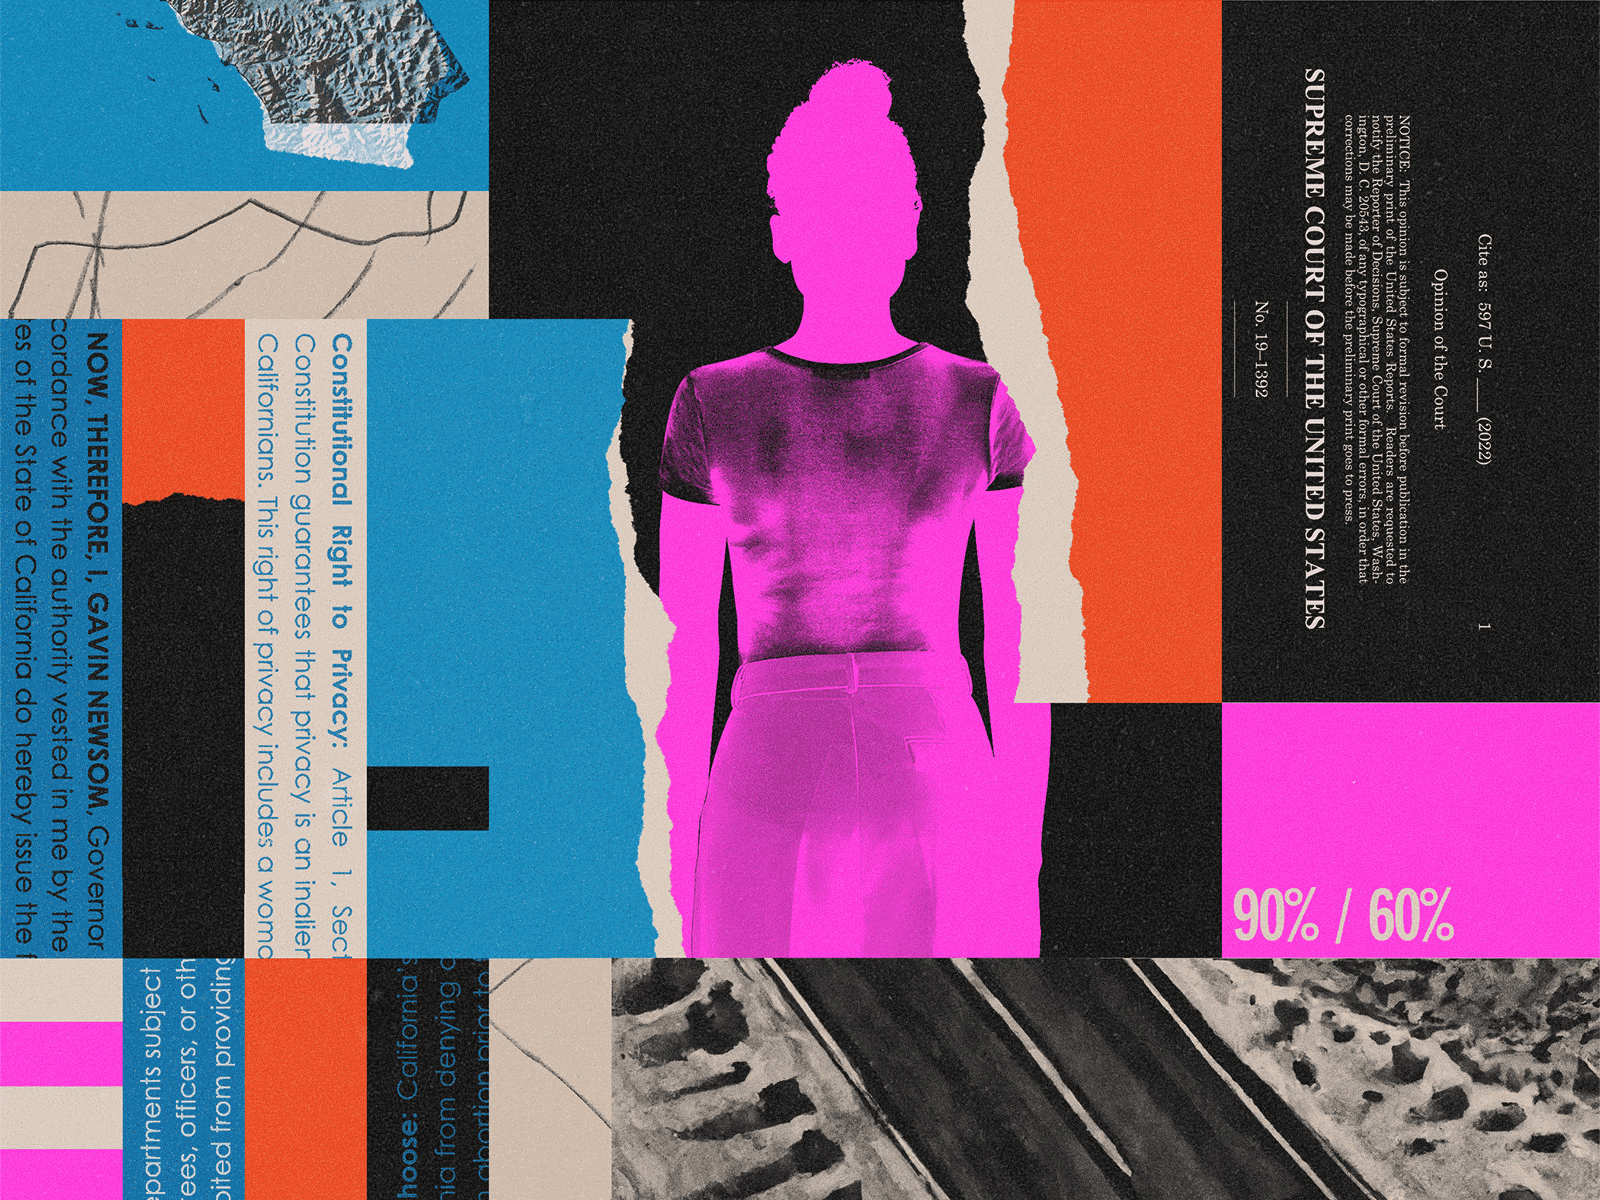 Cite as: 597 U. S. ____ (2022) 1
Opinion of the Court
NOTICE: This opinion is subject to formal revision before publication in the
preliminary print of the United States Reports. Readers are requested to
notify the Reporter of Decisions, Supreme Court of the United States, Wash-
ington, D. C. 20543, of any typographical or other formal errors, in order that
corrections may be made before the preliminary print goes to press.
SUPREME COURT OF THE UNITED STATES
No. 19–1392
Constitutional Right to Privacy: Article 1, Sect
Constitution guarantees that privacy is an inalien
Californians. This right of privacy includes a woma
NOW, THEREFORE, I, GAVIN NEWSOM, Governor
cordance with the authority vested in me by the
es of the State of California do hereby issue the f
90% / 60%
epartments subject
ees, officers, or oth
bited from providing
hoose: California's
nia from denying o
n abortion prior to